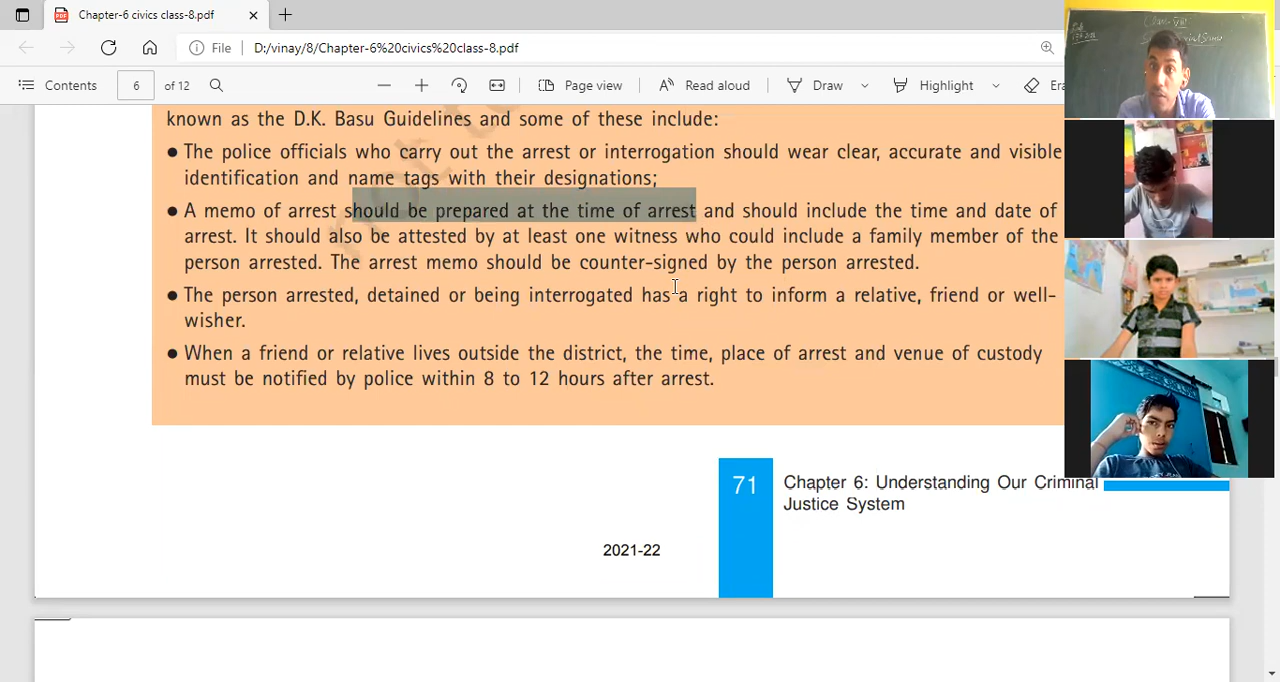 Chapter-6 civics class-8.pdf
File D:/vinay/8/Chapter-6%20civics%20class-8.pdf
Contents 6 of 12 Page view Read aloud Draw Highlight Era
known as the D.K. Basu Guidelines and some of these include:
● The police officials who carry out the arrest or interrogation should wear clear, accurate and visible
identification and name tags with their designations;
● A memo of arrest should be prepared at the time of arrest and should include the time and date of
arrest. It should also be attested by at least one witness who could include a family member of the
person arrested. The arrest memo should be counter-signed by the person arrested.
● The person arrested, detained or being interrogated has a right to inform a relative, friend or well-
wisher.
● When a friend or relative lives outside the district, the time, place of arrest and venue of custody
must be notified by police within 8 to 12 hours after arrest.
71 Chapter 6: Understanding Our Criminal
Justice System
2021-22